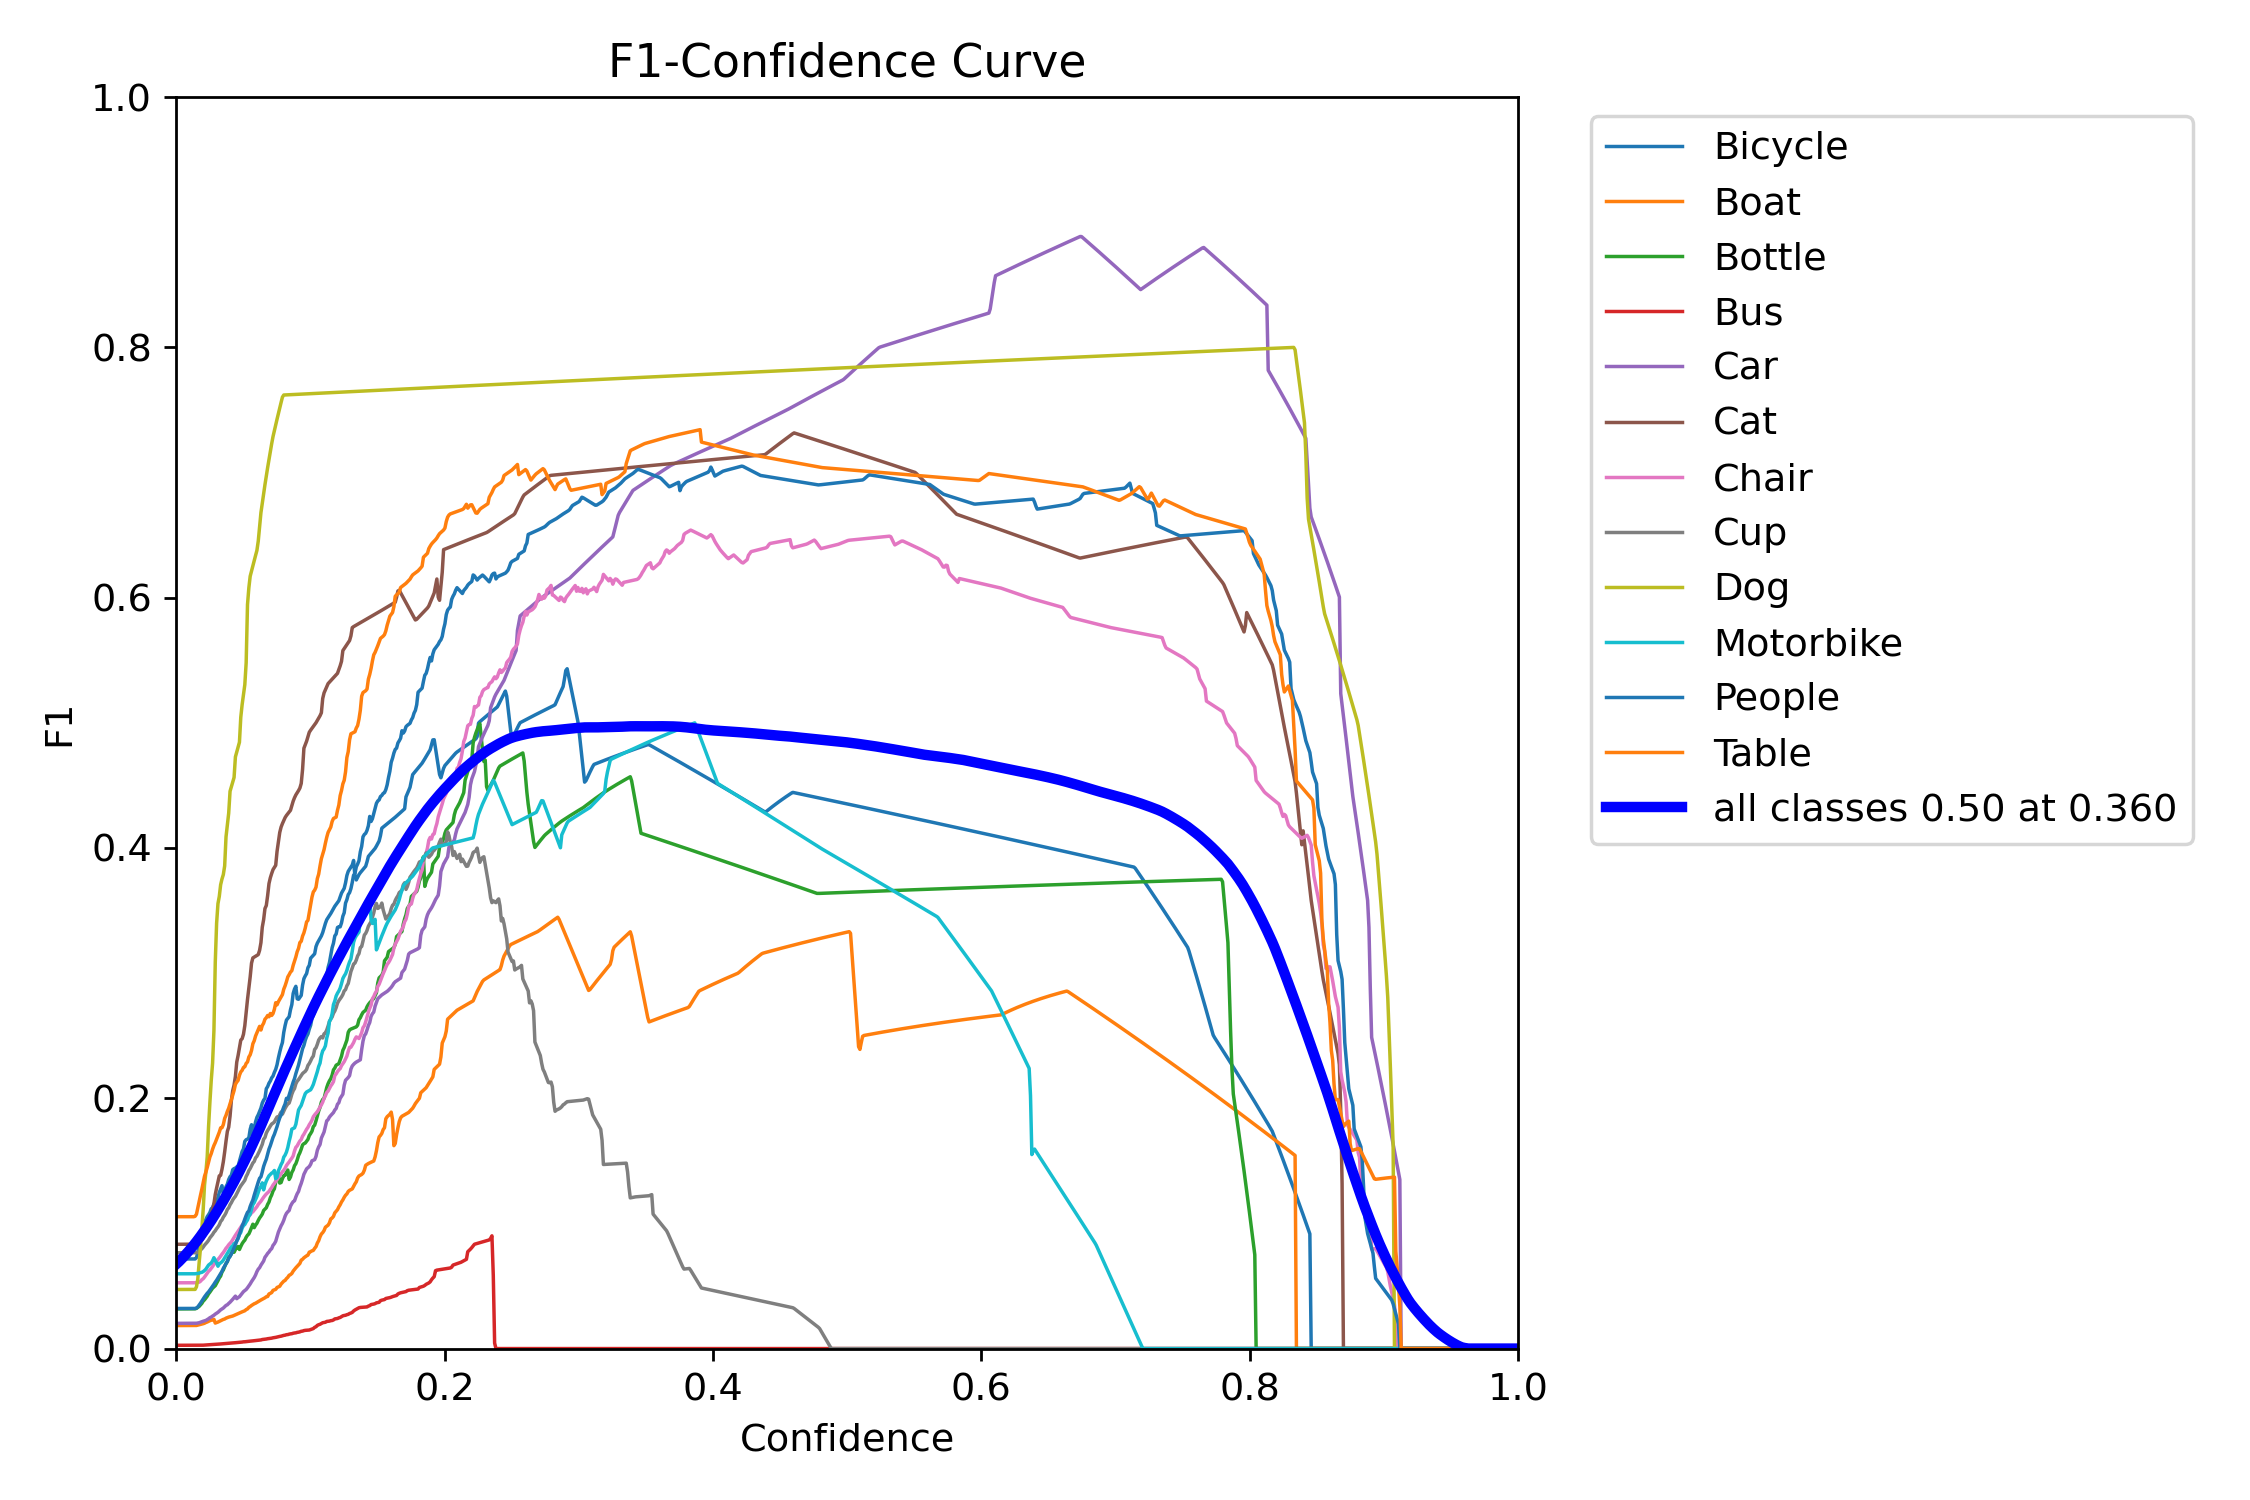 F1-Confidence Curve
1.0
0.8
0.6
0.4
0.2
0.0
F1
0.0 0.2 0.4 0.6 0.8 1.0
Confidence
Bicycle
Boat
Bottle
Bus
Car
Cat
Chair
Cup
Dog
Motorbike
People
Table
all classes 0.50 at 0.360